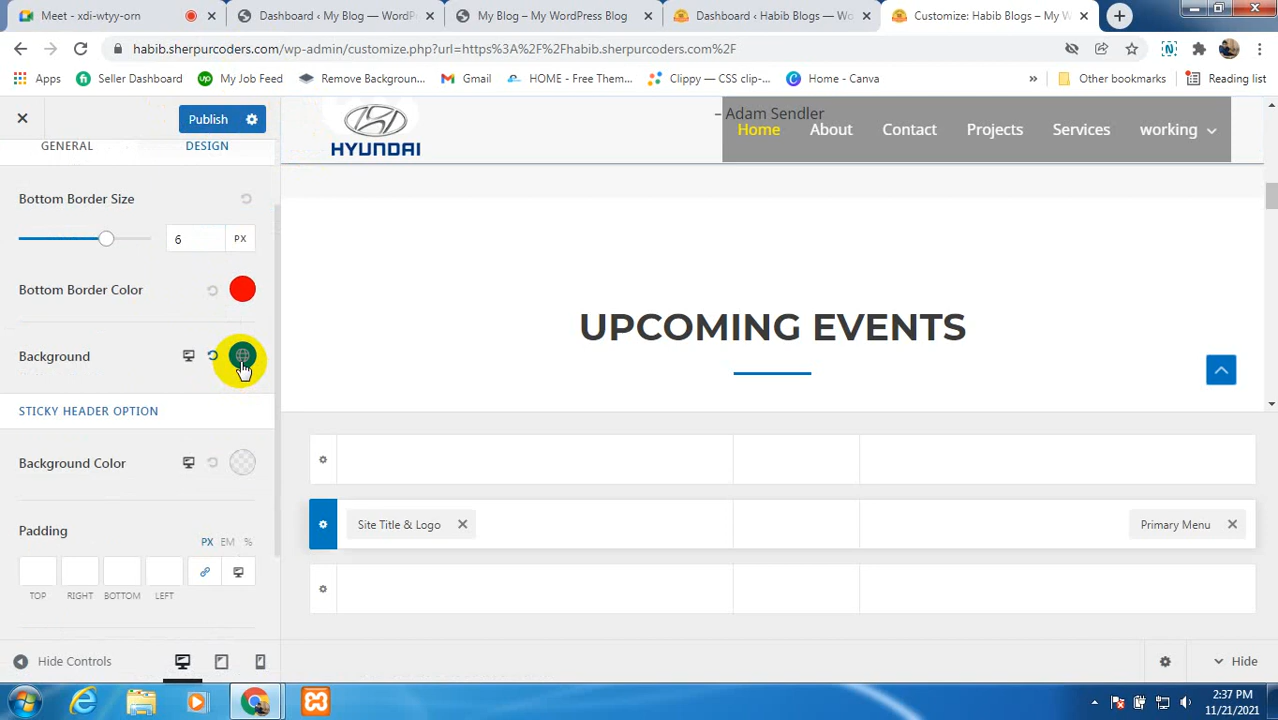 Meet - xdi-wtyy-orn
Dashboard ‹ My Blog — WordPr
My Blog – My WordPress Blog
Dashboard ‹ Habib Blogs — Wo
Customize: Habib Blogs – My W
habib.sherpurcoders.com/wp-admin/customize.php?url=https%3A%2F%2Fhabib.sherpurcoders.com%2F
Apps
Seller Dashboard
My Job Feed
Remove Backgroun...
Gmail
HOME - Free Them...
Clippy — CSS clip-...
Home - Canva
»
Other bookmarks
Reading list
Publish
GENERAL
DESIGN
Bottom Border Size
6
PX
Bottom Border Color
Background
STICKY HEADER OPTION
Background Color
Padding
PX EM %
TOP RIGHT BOTTOM LEFT
Hide Controls
HYUNDAI
– Adam Sendler
Home About Contact Projects Services working
UPCOMING EVENTS
Site Title & Logo
Primary Menu
Hide
2:37 PM
11/21/2021